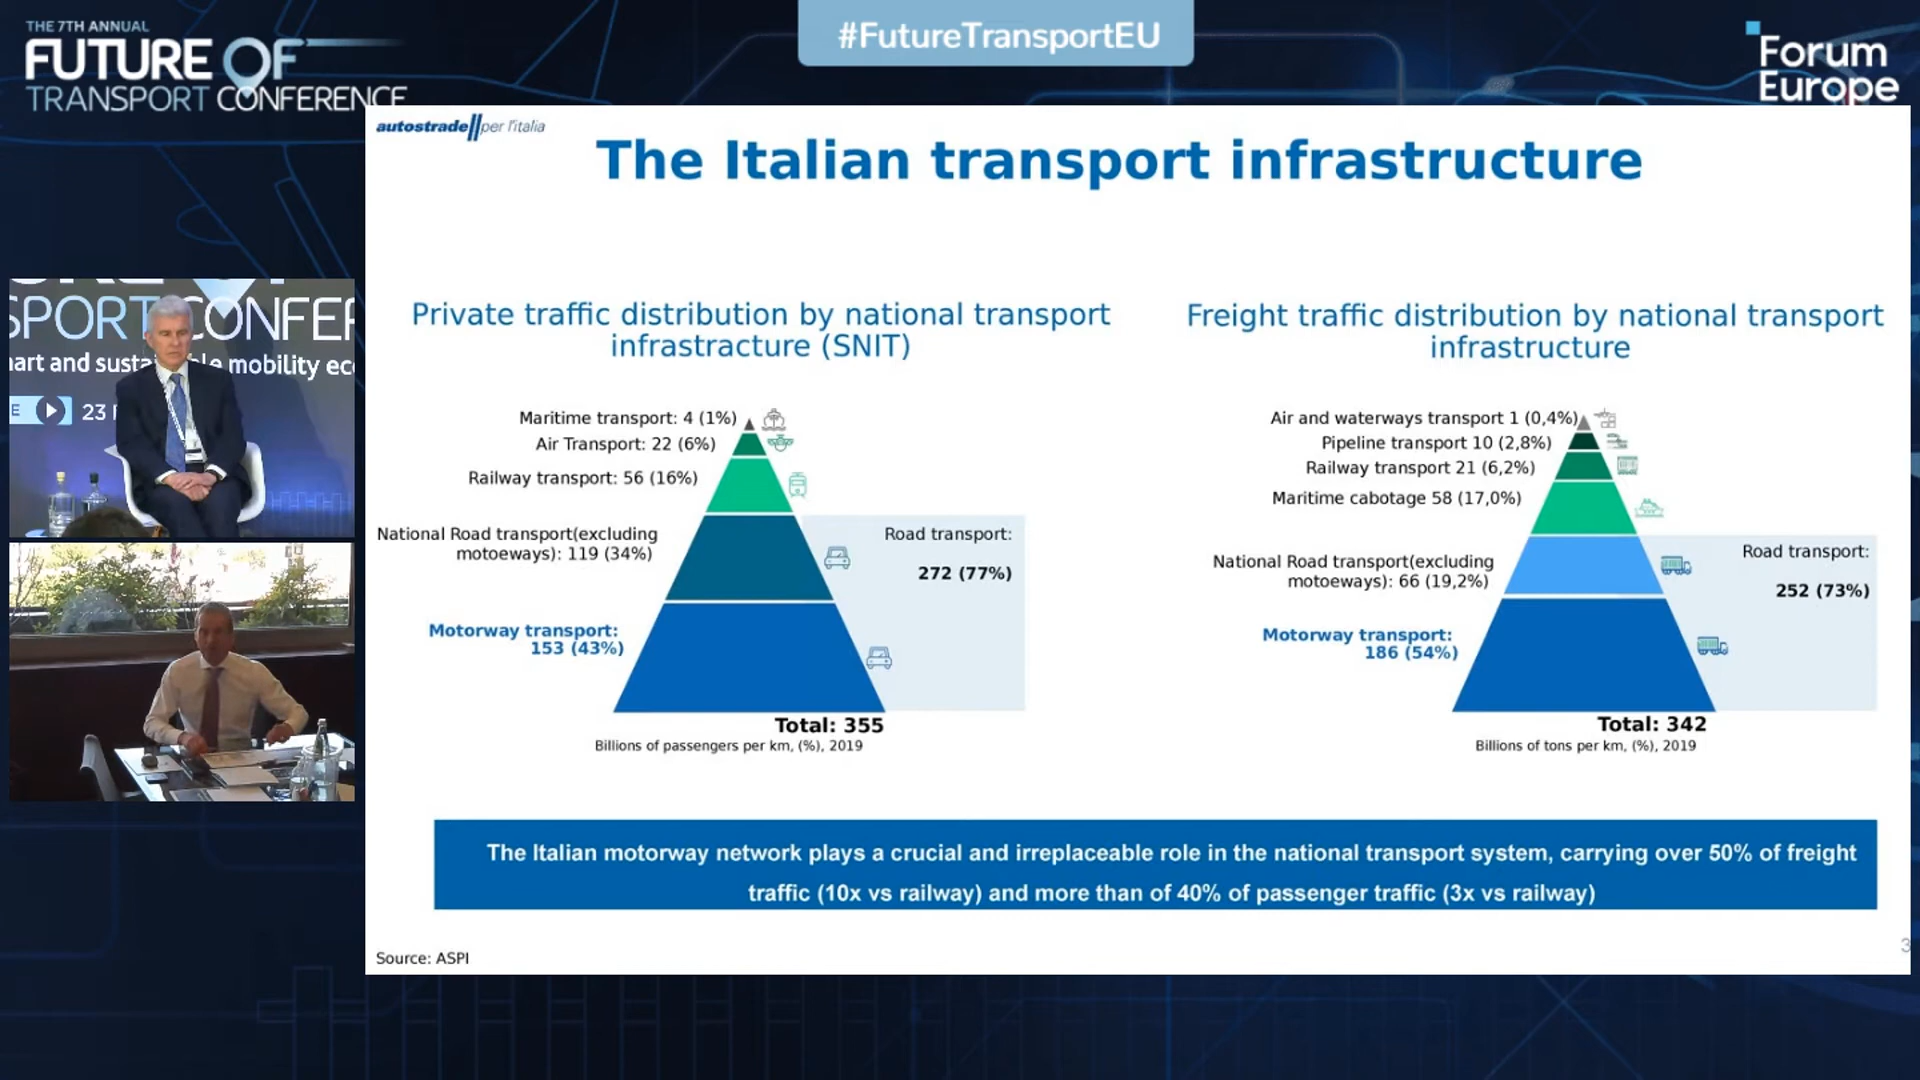 THE 7TH ANNUAL
FUTURE OF
TRANSPORT CONFERENCE
#FutureTransportEU
Forum
Europe
autostrade//per l'italia
The Italian transport infrastructure
SPORT CONFER
mobility ec
23
Private traffic distribution by national transport
infrastracture (SNIT)
Maritime transport: 4 (1%)
Air Transport: 22 (6%)
Railway transport: 56 (16%)
National Road transport(excluding
motoeways): 119 (34%)
Road transport:
272 (77%)
Motorway transport:
153 (43%)
Total: 355
Billions of passengers per km, (%), 2019
Freight traffic distribution by national transport
infrastructure
Air and waterways transport 1 (0,4%)
Pipeline transport 10 (2,8%)
Railway transport 21 (6,2%)
Maritime cabotage 58 (17,0%)
National Road transport(excluding
motoeways): 66 (19,2%)
Road transport:
252 (73%)
Motorway transport:
186 (54%)
Total: 342
Billions of tons per km, (%), 2019
The Italian motorway network plays a crucial and irreplaceable role in the national transport system, carrying over 50% of freight
traffic (10x vs railway) and more than of 40% of passenger traffic (3x vs railway)
Source: ASPI
3